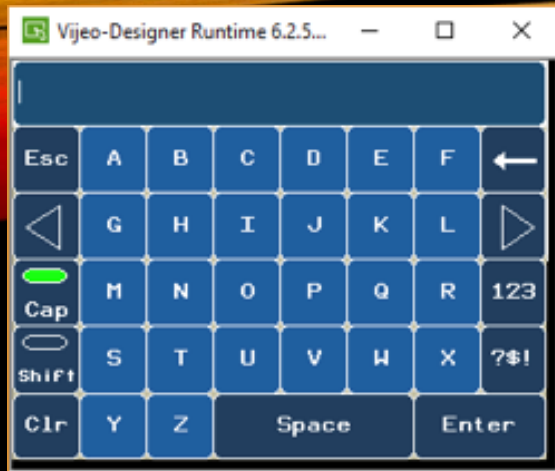 Vijeo-Designer Runtime 6.2.5...
Esc A B C D E F
G H I J K L
Cap M N O P Q R 123
Shift S T U V W X ?$!
Clr Y Z Space Enter